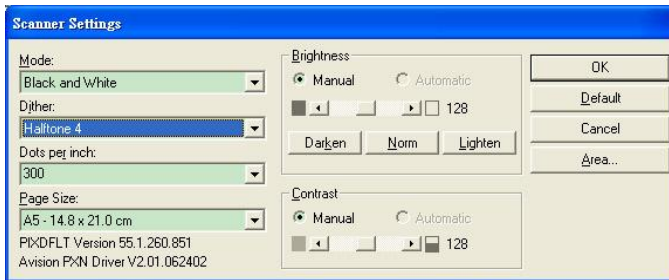 Scanner Settings
Mode:
Black and White
Dither:
Halftone 4
Dots per inch:
300
Page Size:
A5 - 14.8 x 21.0 cm
PIXDFLT Version 55.1.260.851
Avision PXN Driver V2.01.062402
Brightness
Manual
Automatic
128
Darken
Norm
Lighten
Contrast
Manual
Automatic
128
OK
Default
Cancel
Area...